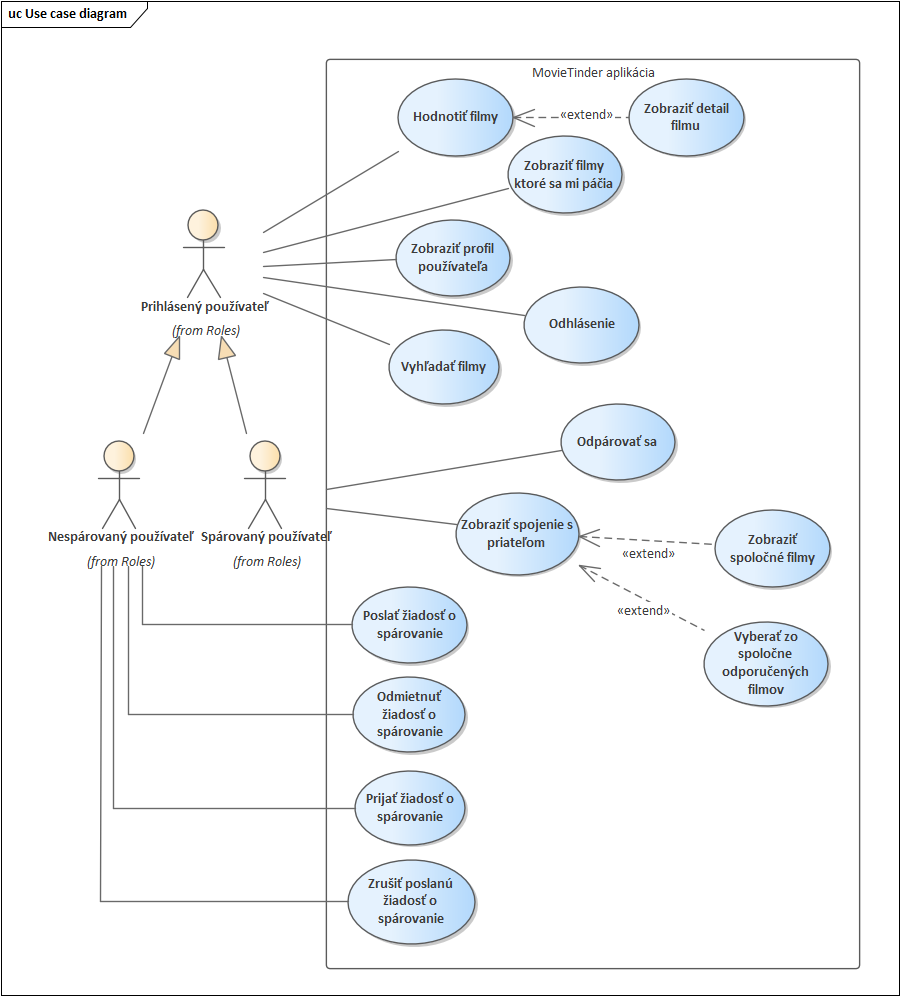 uc Use case diagram
MovieTinder aplikácia
Hodnotiť filmy
«extend»
Zobraziť detail
filmu
Zobraziť filmy
ktoré sa mi páčia
Prihlásený používateľ
(from Roles)
Zobraziť profil
používateľa
Odhlásenie
Vyhľadať filmy
Odpárovať sa
Nespárovaný používateľ
(from Roles)
Spárovaný používateľ
(from Roles)
Zobraziť spojenie s
priateľom
«extend»
Zobraziť
spoločné filmy
«extend»
Vyberať zo
spoločne
odporučených
filmov
Poslať žiadosť o
spárovanie
Odmietnuť
žiadosť o
spárovanie
Prijať žiadosť o
spárovanie
Zrušiť poslanú
žiadosť o
spárovanie